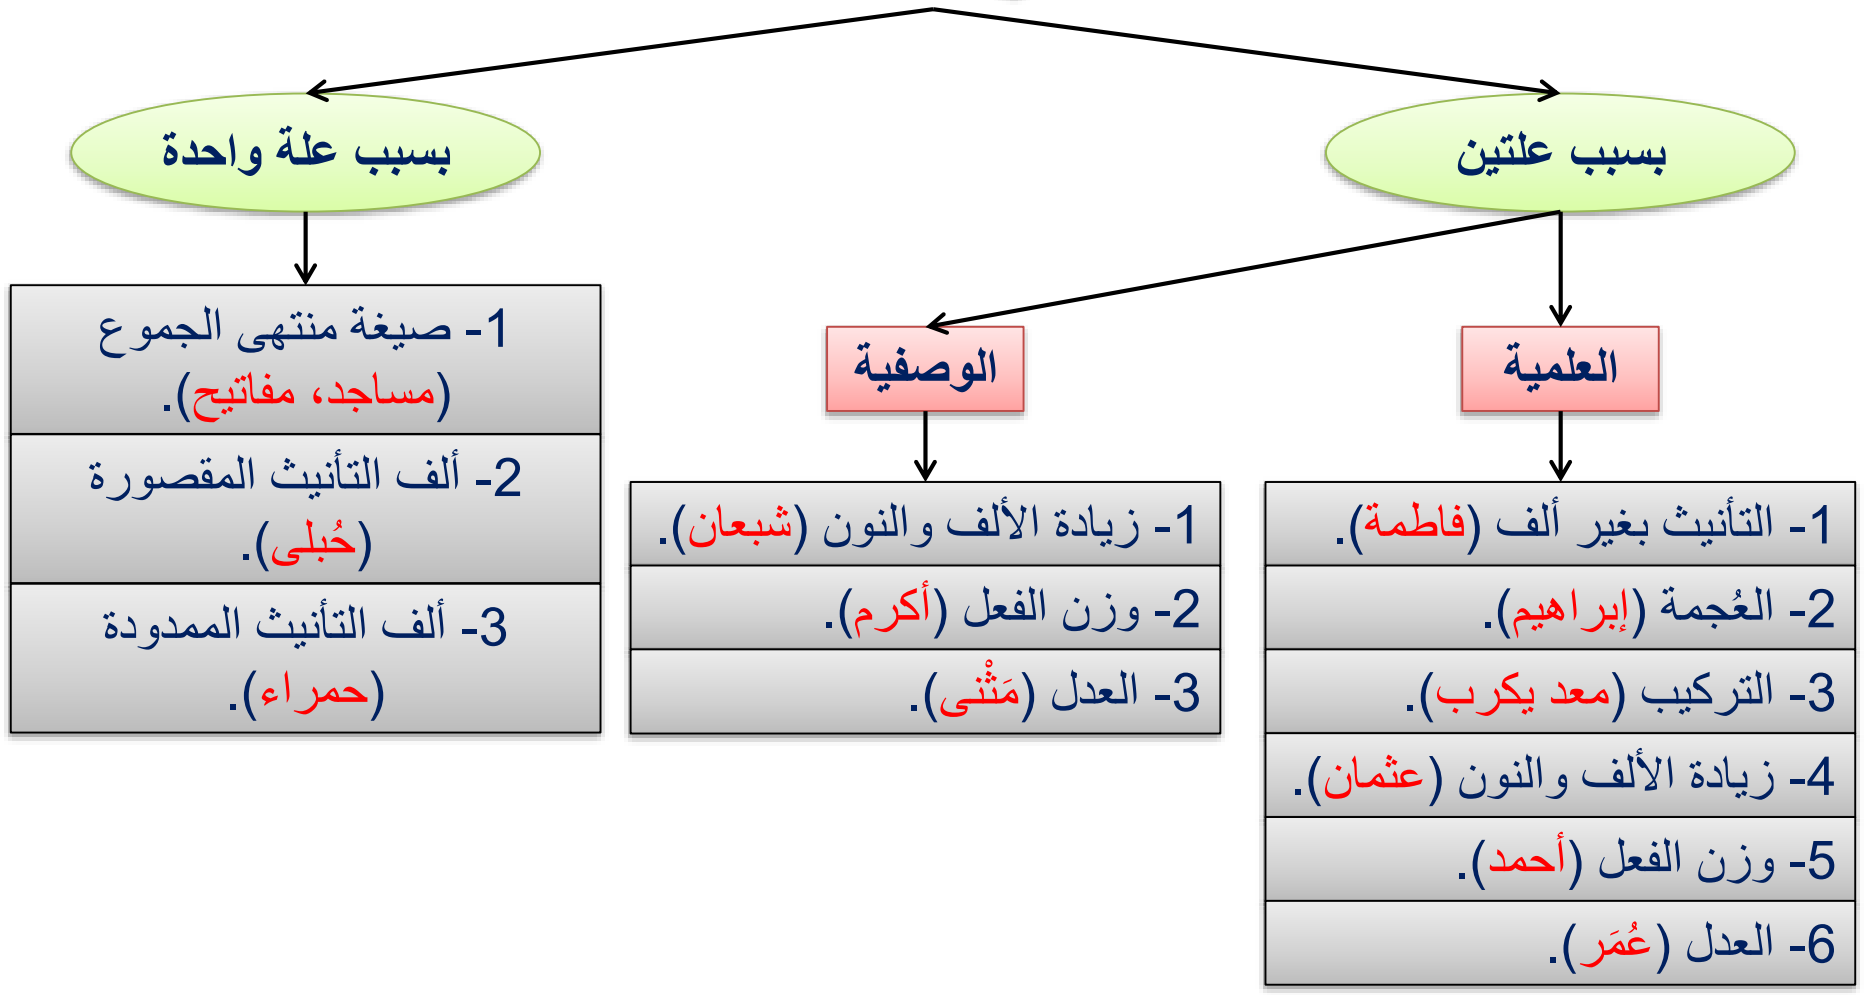 بسبب علتين
بسبب علة واحدة
العلمية
1- التأنيث بغير ألف (فاطمة).
2- العُجمة (إبراهيم).
3- التركيب (معد يكرب).
4- زيادة الألف والنون (عثمان).
5- وزن الفعل (أحمد).
6- العدل (عُمَر).
الوصفية
1- زيادة الألف والنون (شبعان).
2- وزن الفعل (أكرم).
3- العدل (مَثْنى).
1- صيغة منتهى الجموع
(مساجد، مفاتيح).
2- ألف التأنيث المقصورة
(حُبلى).
3- ألف التأنيث الممدودة
(حمراء).